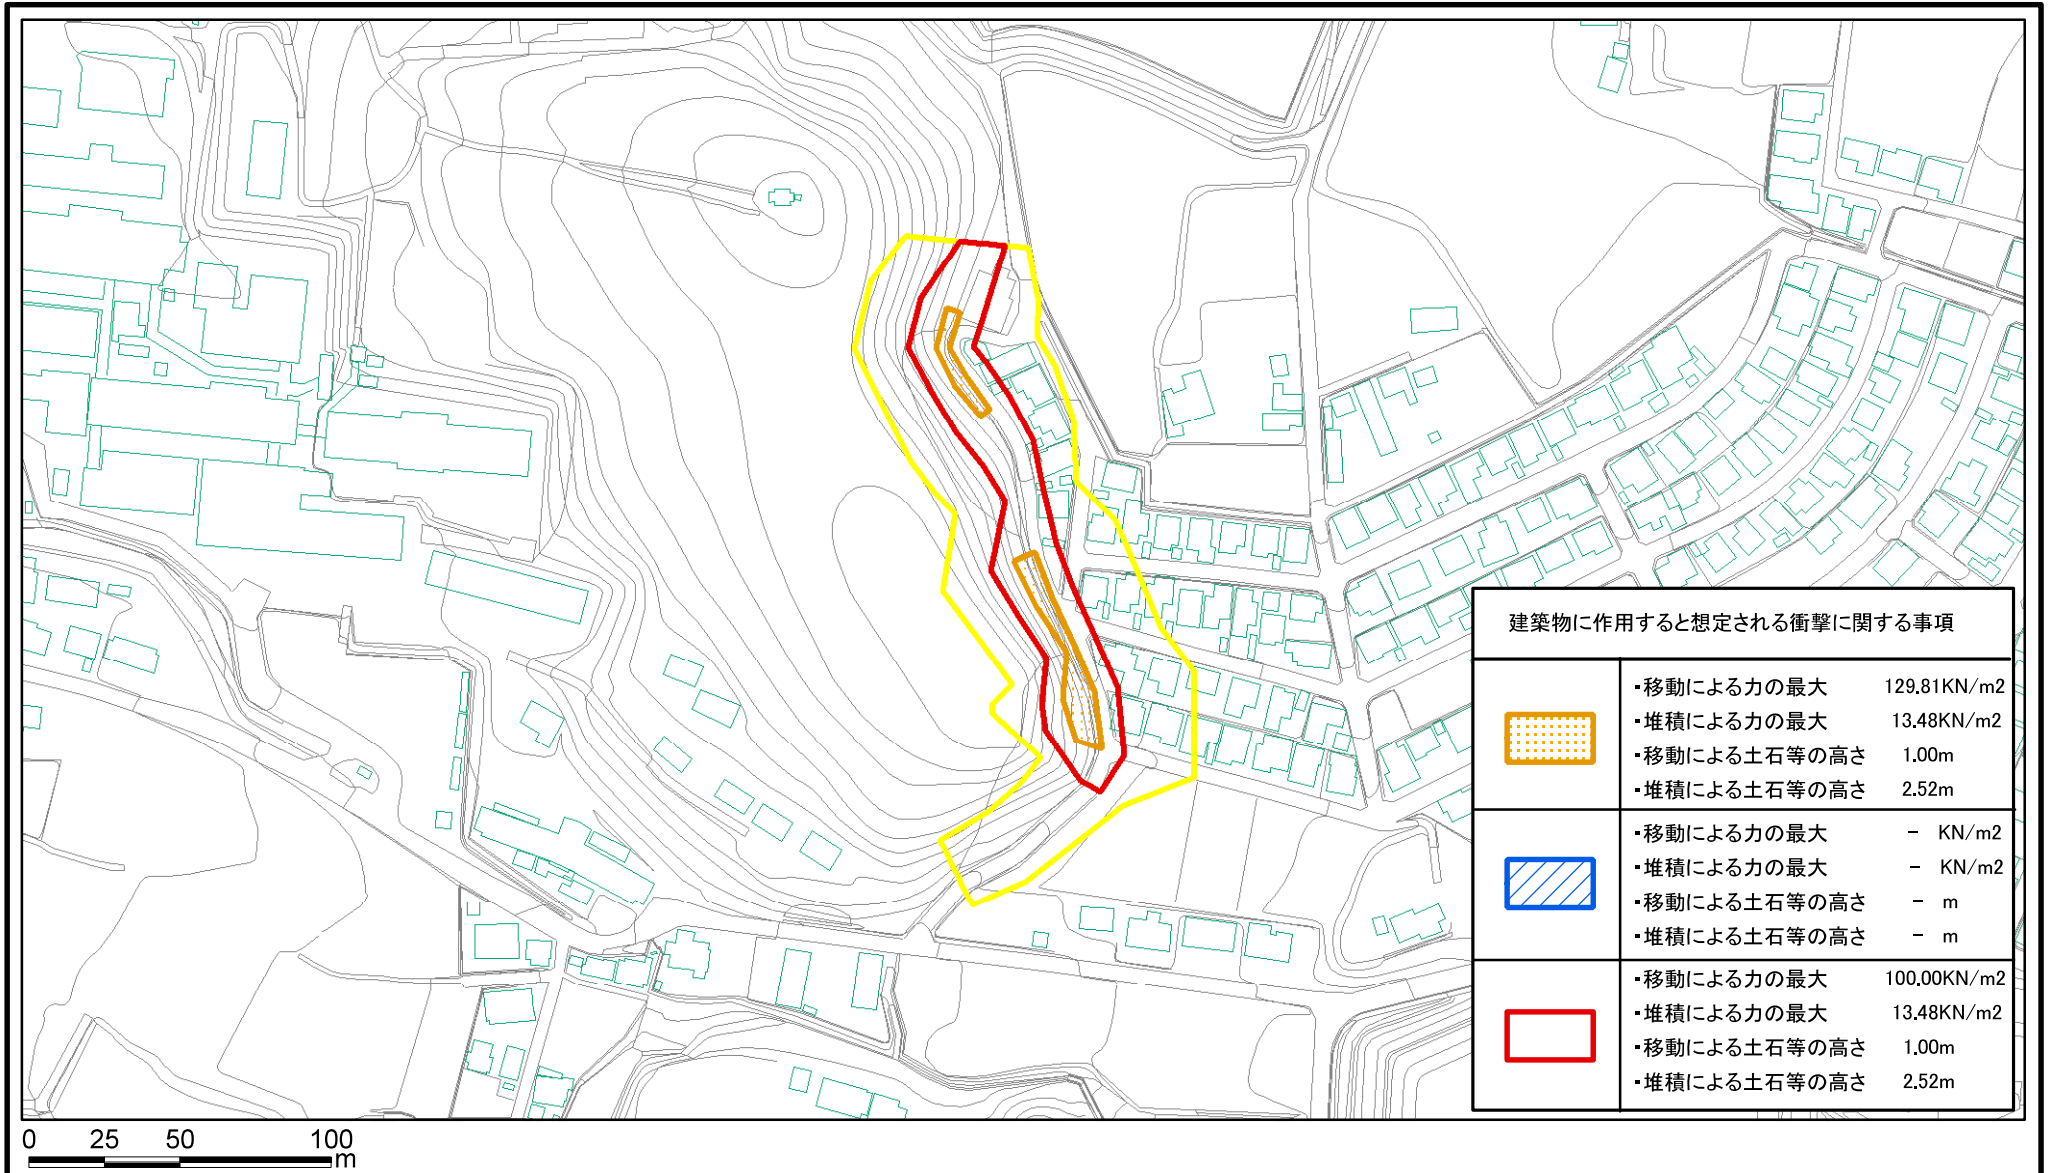 建築物に作用すると想定される衝撃に関する事項
・移動による力の最大 129.81KN/m2
・堆積による力の最大 13.48KN/m2
・移動による土石等の高さ 1.00m
・堆積による土石等の高さ 2.52m
・移動による力の最大 - KN/m2
・堆積による力の最大 - KN/m2
・移動による土石等の高さ - m
・堆積による土石等の高さ - m
・移動による力の最大 100.00KN/m2
・堆積による力の最大 13.48KN/m2
・移動による土石等の高さ 1.00m
・堆積による土石等の高さ 2.52m
0 25 50 100
m